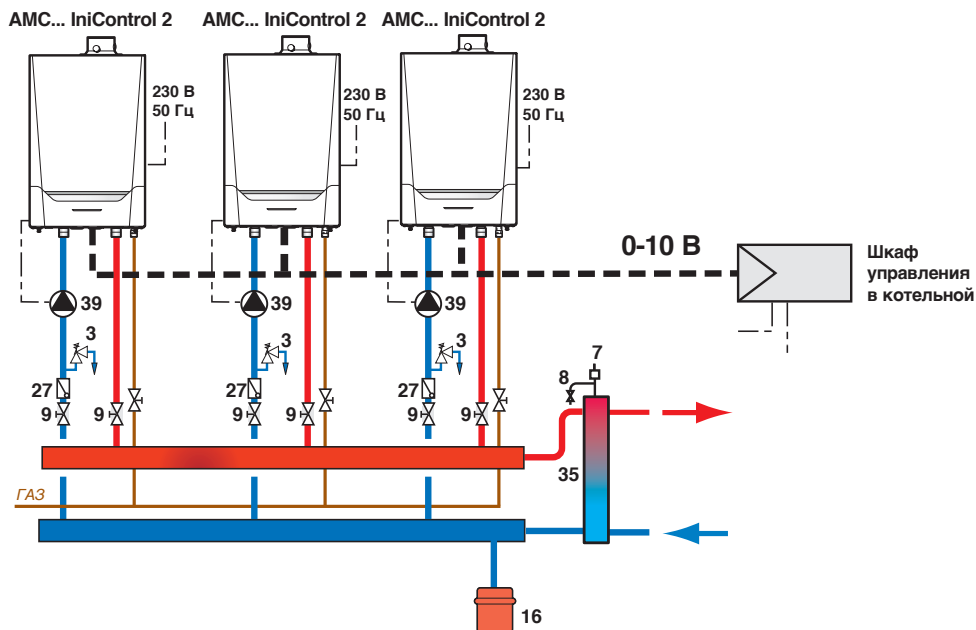 AMC... IniControl 2
AMC... IniControl 2
AMC... IniControl 2
230 В
50 Гц
230 В
50 Гц
230 В
50 Гц
0-10 В
Шкаф
управления
в котельной
39
39
39
3
3
3
7
8
27
27
27
9
9
9
9
9
9
35
ГАЗ
16